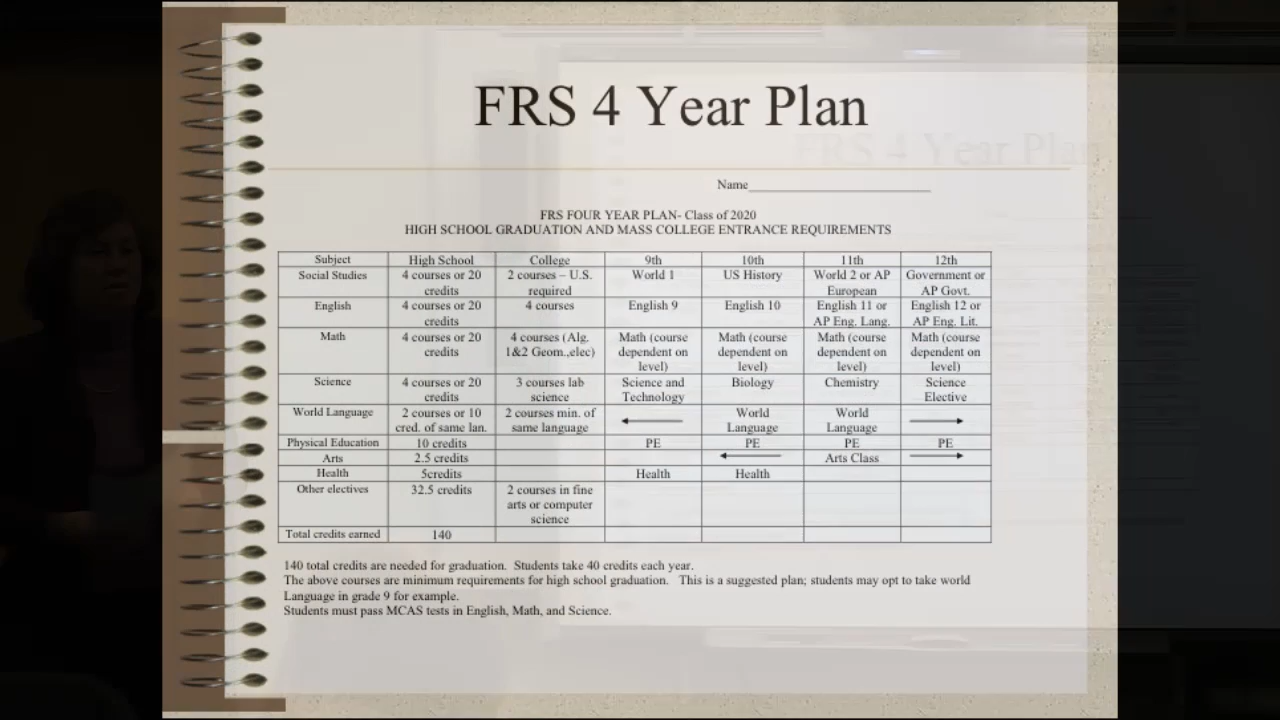 FRS 4 Year Plan
FRS 4 Year Plan
Name
FRS FOUR YEAR PLAN- Class of 2020
HIGH SCHOOL GRADUATION AND MASS COLLEGE ENTRANCE REQUIREMENTS
Subject High School College 9th 10th 11th 12th
Social Studies 4 courses or 20 2 courses – U.S. World 1 US History World 2 or AP Government or
credits required European AP Govt.
English 4 courses or 20 4 courses English 9 English 10 English 11 or English 12 or
credits AP Eng. Lang. AP Eng. Lit.
Math 4 courses or 20 4 courses (Alg. Math (course Math (course Math (course Math (course
credits 1&2 Geom.,elec) dependent on dependent on dependent on dependent on
level) level) level) level)
Science 4 courses or 20 3 courses lab Science and Biology Chemistry Science
credits science Technology Elective
World Language 2 courses or 10 2 courses min. of World World
cred. of same lan. same language Language Language
Physical Education 10 credits PE PE PE PE
Arts 2.5 credits Arts Class
Health 5credits Health Health
Other electives 32.5 credits 2 courses in fine
arts or computer
science
Total credits earned 140
140 total credits are needed for graduation. Students take 40 credits each year.
The above courses are minimum requirements for high school graduation. This is a suggested plan; students may opt to take world
Language in grade 9 for example.
Students must pass MCAS tests in English, Math, and Science.